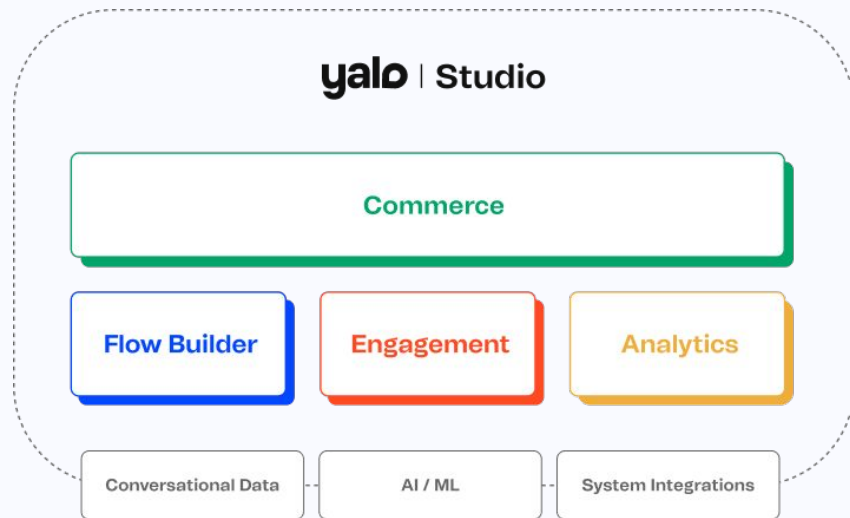 yalo | Studio
Commerce
Flow Builder
Engagement
Analytics
Conversational Data
AI / ML
System Integrations